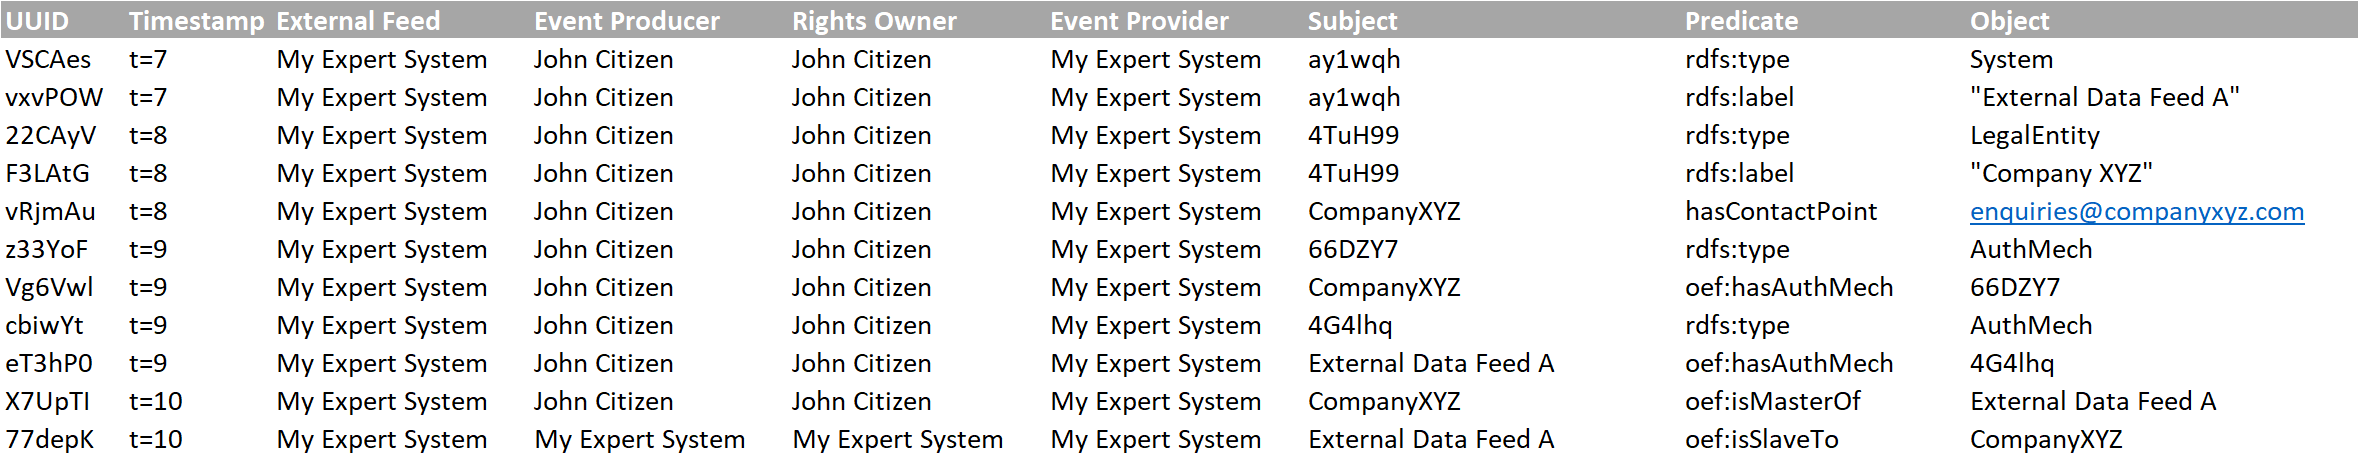 UUID Timestamp External Feed Event Producer Rights Owner Event Provider Subject Predicate Object
VSCAes t=7 My Expert System John Citizen John Citizen My Expert System ay1wqh rdfs:type System
vxvPOW t=7 My Expert System John Citizen John Citizen My Expert System ay1wqh rdfs:label "External Data Feed A"
22CAyV t=8 My Expert System John Citizen John Citizen My Expert System 4TuH99 rdfs:type LegalEntity
F3LAtG t=8 My Expert System John Citizen John Citizen My Expert System 4TuH99 rdfs:label "Company XYZ"
vRjmAu t=8 My Expert System John Citizen John Citizen My Expert System CompanyXYZ hasContactPoint enquiries@companyxyz.com
z33YoF t=9 My Expert System John Citizen John Citizen My Expert System 66DZY7 rdfs:type AuthMech
Vg6Vwl t=9 My Expert System John Citizen John Citizen My Expert System CompanyXYZ oef:hasAuthMech 66DZY7
cbiwYt t=9 My Expert System John Citizen John Citizen My Expert System 4G4lhq rdfs:type AuthMech
eT3hP0 t=9 My Expert System John Citizen John Citizen My Expert System External Data Feed A oef:hasAuthMech 4G4lhq
X7UpTI t=10 My Expert System John Citizen John Citizen My Expert System CompanyXYZ oef:isMasterOf External Data Feed A
77depK t=10 My Expert System My Expert System My Expert System My Expert System External Data Feed A oef:isSlaveTo CompanyXYZ